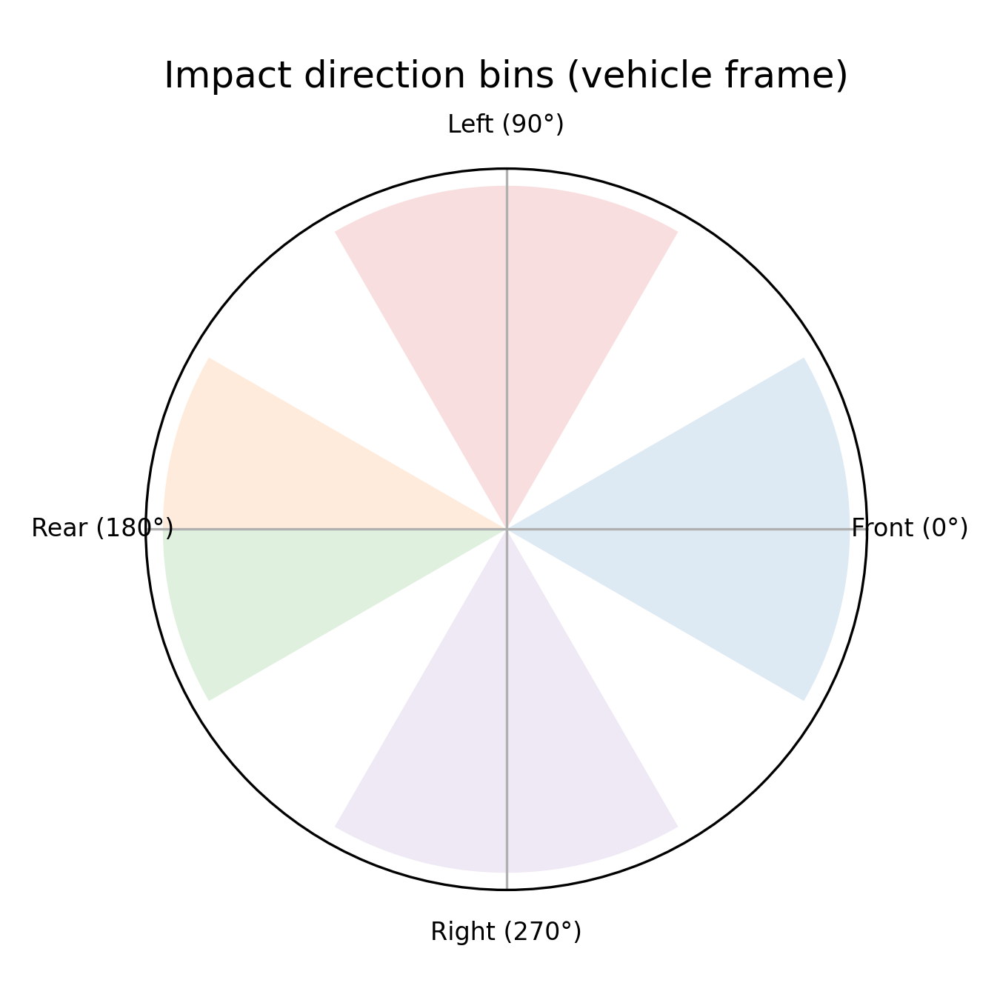 Impact direction bins (vehicle frame)
Left (90°)
Rear (180°)
Front (0°)
Right (270°)